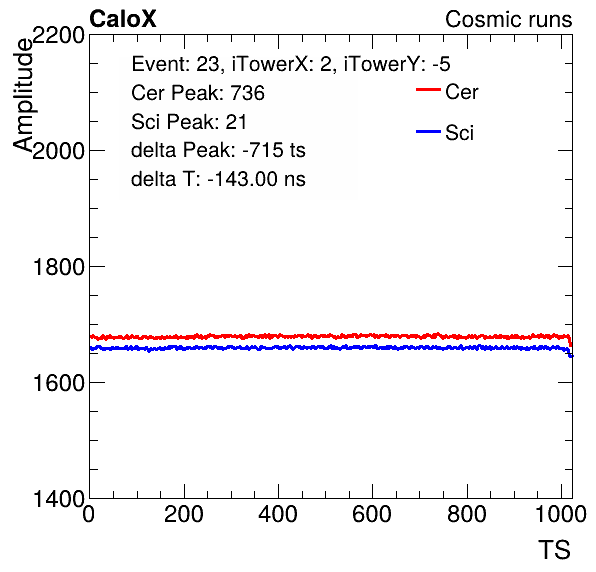 CaloX Cosmic runs
Amplitude
2200
2000
1800
1600
1400
Event: 23, iTowerX: 2, iTowerY: -5
Cer Peak: 736
Sci Peak: 21
delta Peak: -715 ts
delta T: -143.00 ns
Cer
Sci
0 200 400 600 800 1000
TS